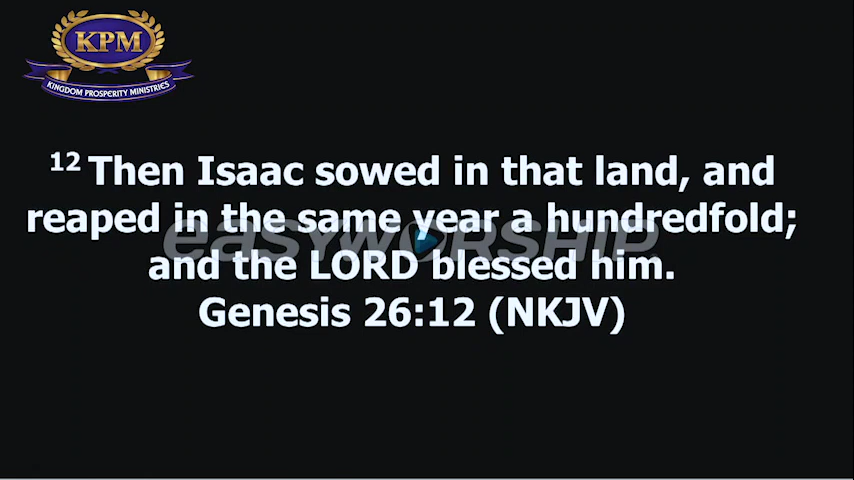 KPM
KINGDOM PROSPERITY MINISTRIES
12 Then Isaac sowed in that land, and
reaped in the same year a hundredfold;
easyworship
and the LORD blessed him.
Genesis 26:12 (NKJV)